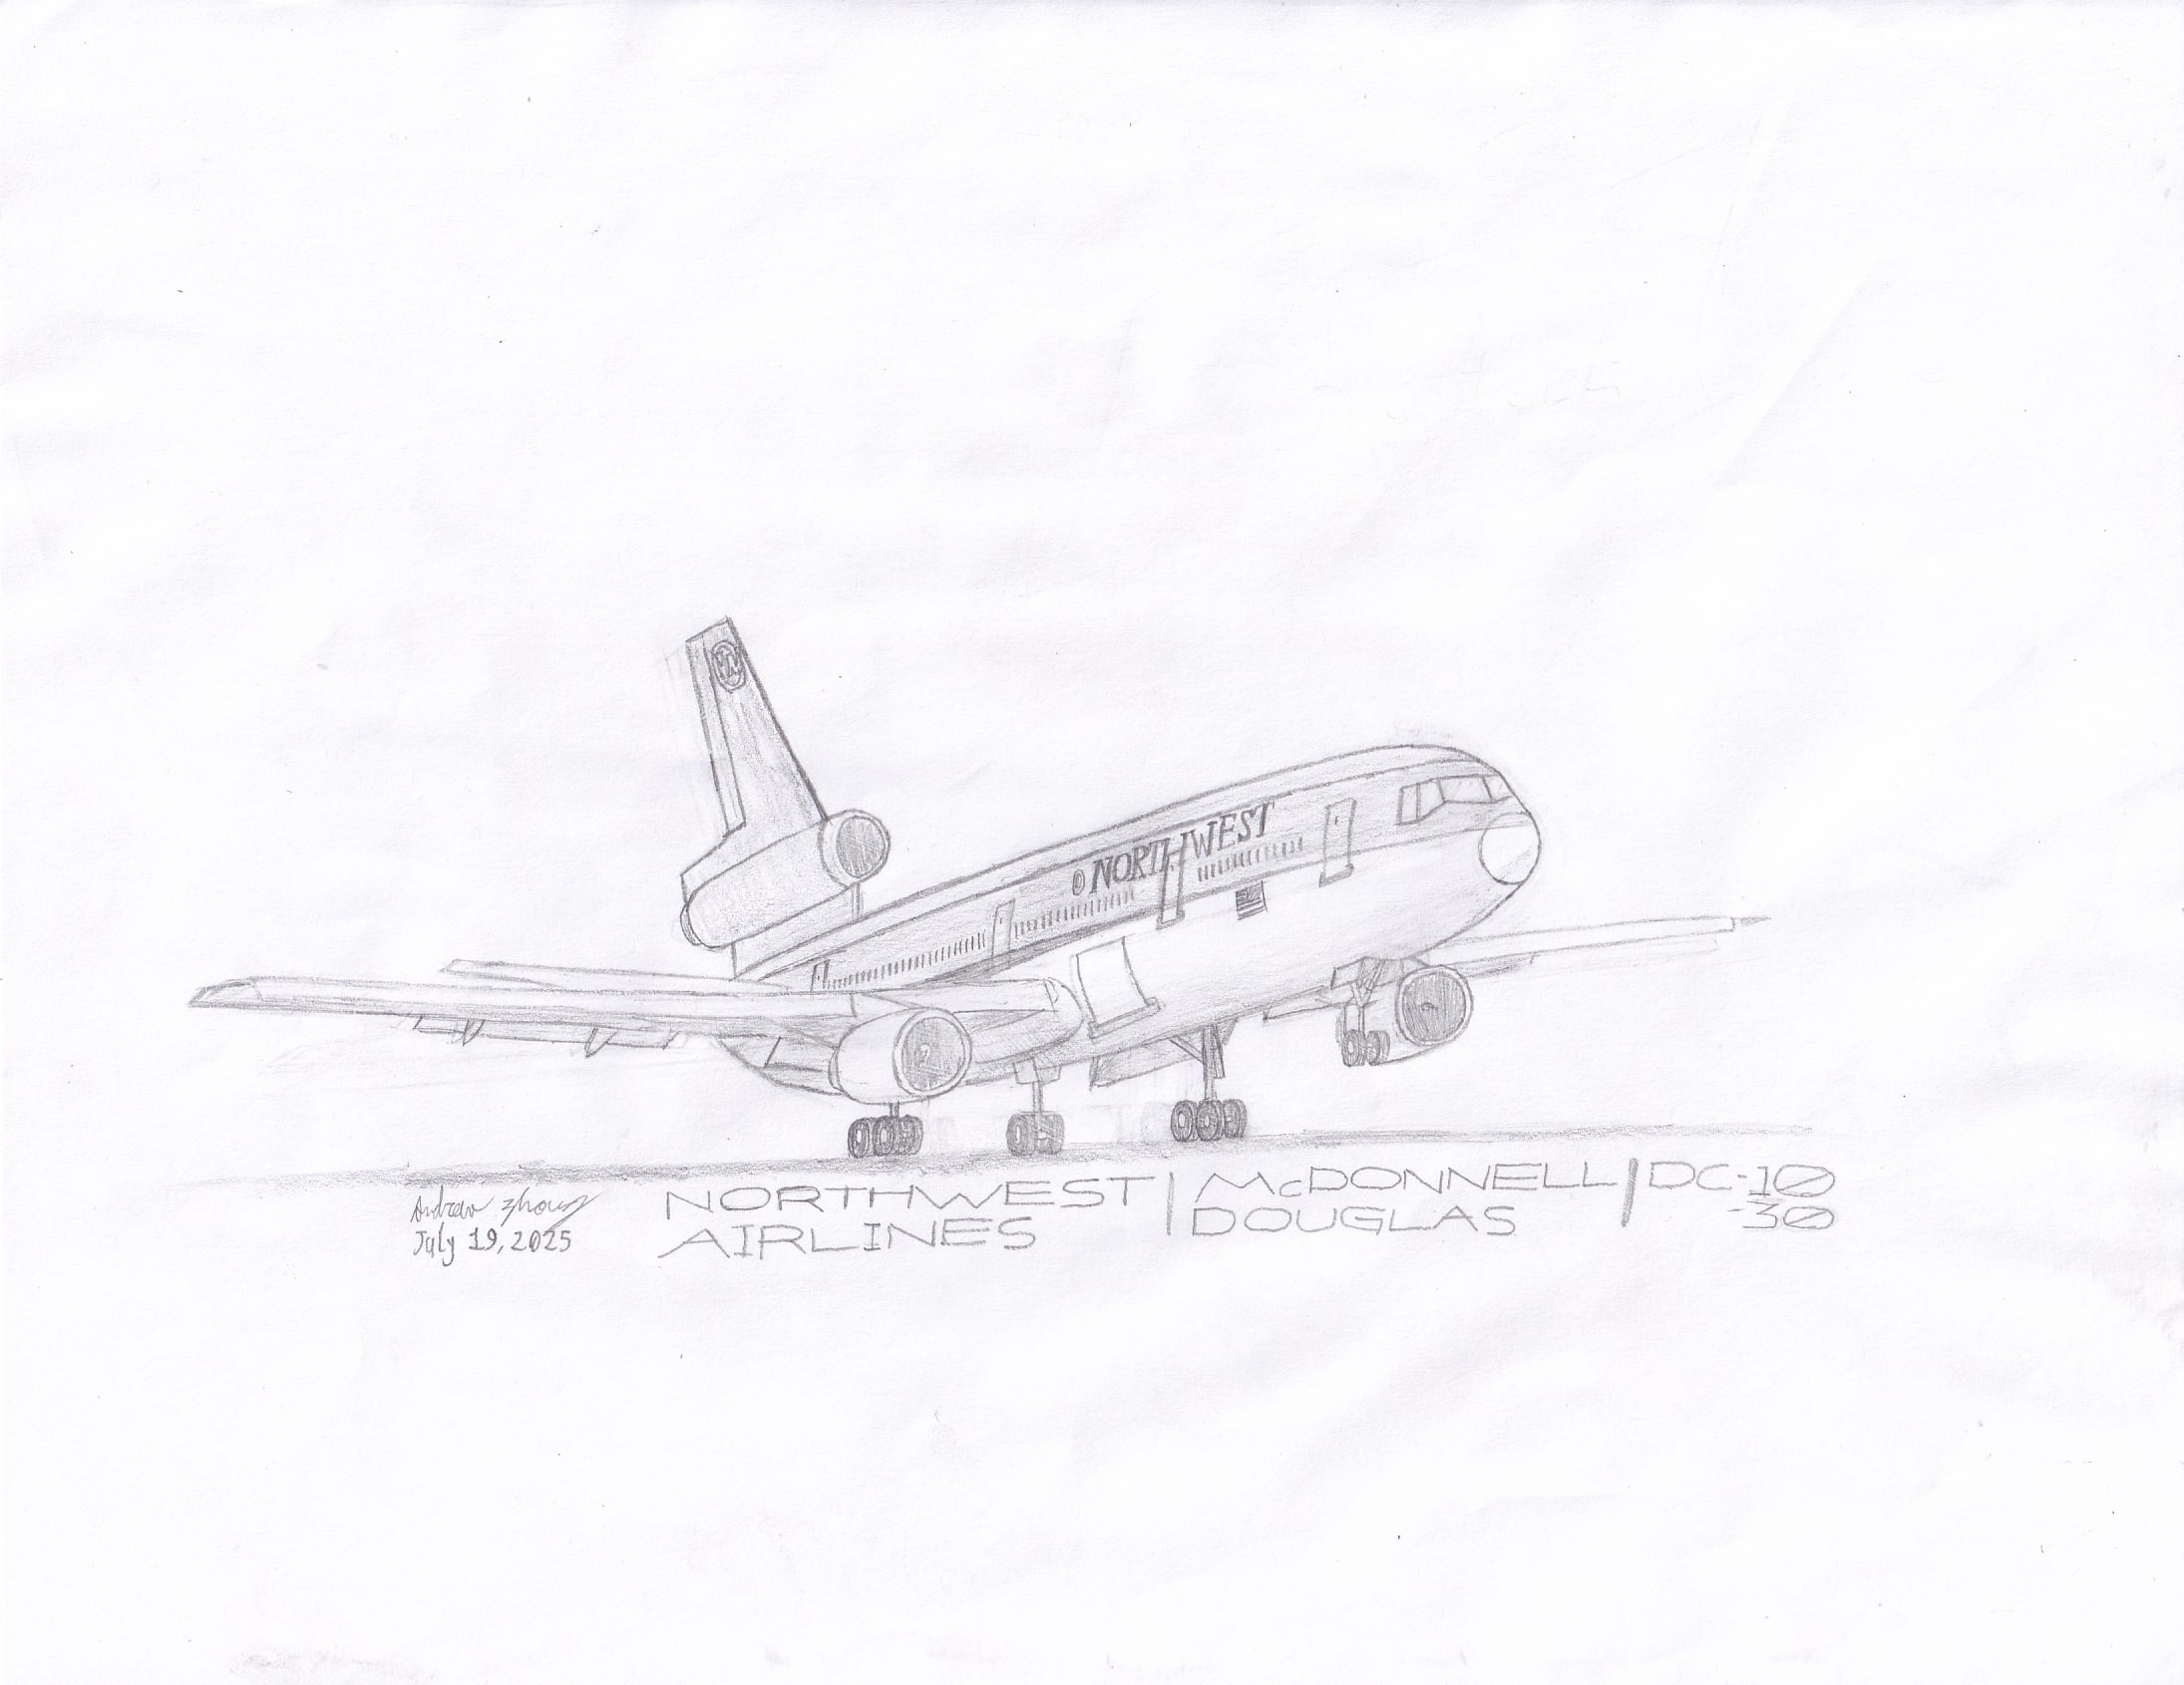 NORTHWEST
Andrew Zhou
July 19, 2025
NORTHWEST
AIRLINES
McDONNELL
DOUGLAS
DC-10
-30